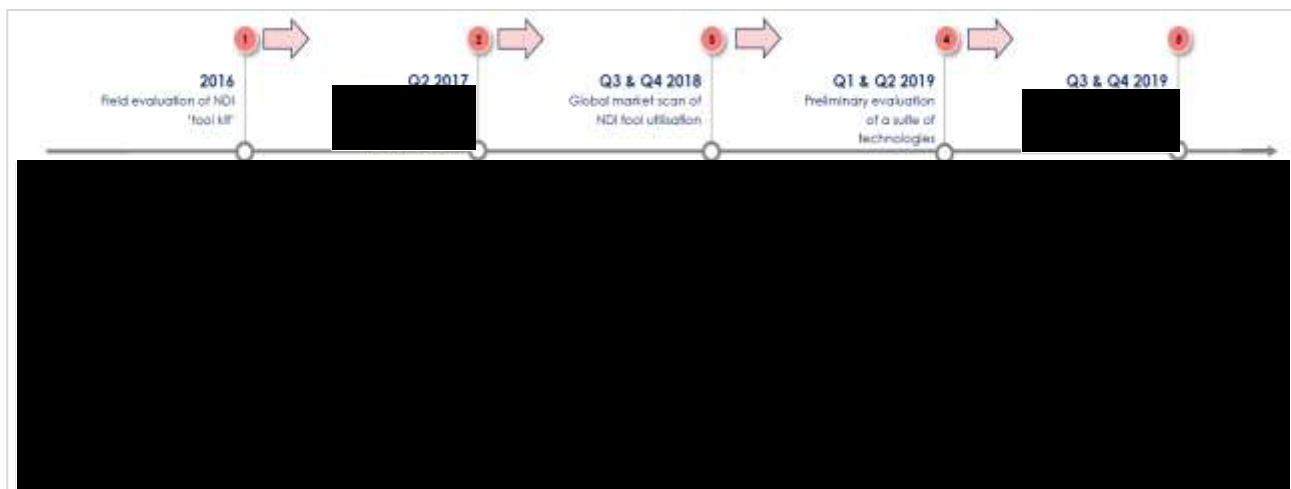 1
2
3
4
5
2016
Field evaluation of NDI
'tool kit'
Q2 2017
Q3 & Q4 2018
Global market scan of
NDI tool utilisation
Q1 & Q2 2019
Preliminary evaluation
of a suite of
technologies
Q3 & Q4 2019